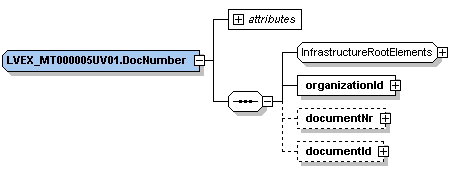 attributes
LVEX_MT000005UV01.DocNumber
InfrastructureRootElements
organizationId
documentNr
documentId